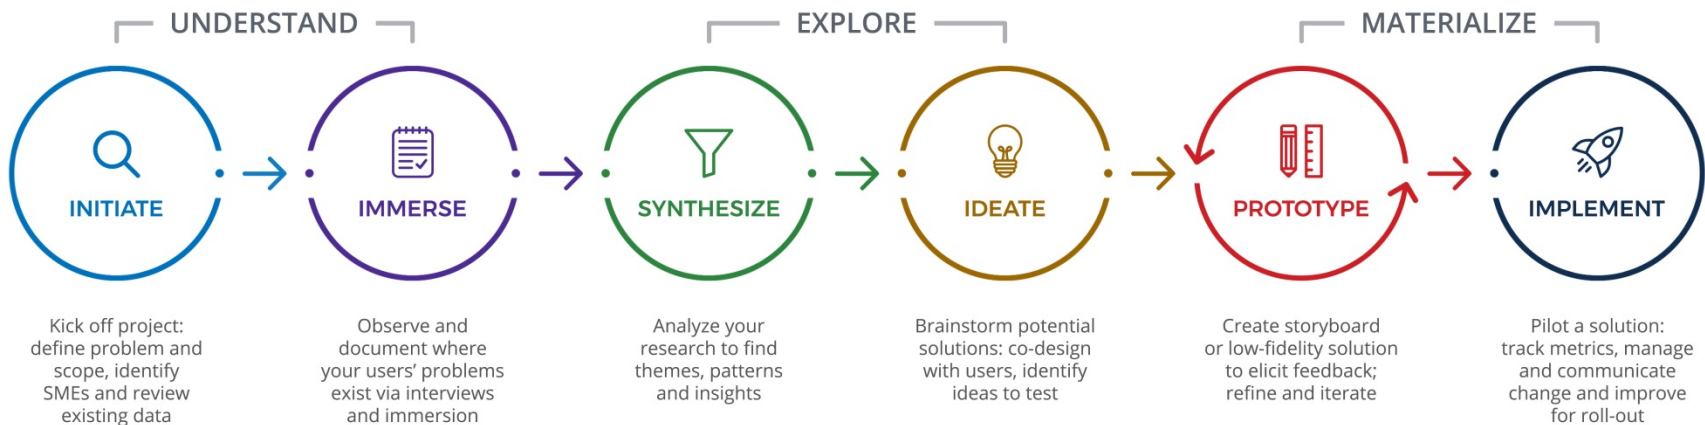 UNDERSTAND
EXPLORE
MATERIALIZE
INITIATE
IMMERSE
SYNTHESIZE
IDEATE
PROTOTYPE
IMPLEMENT
Kick off project:
define problem and
scope, identify
SMEs and review
existing data
Observe and
document where
your users’ problems
exist via interviews
and immersion
Analyze your
research to find
themes, patterns
and insights
Brainstorm potential
solutions: co-design
with users, identify
ideas to test
Create storyboard
or low-fidelity solution
to elicit feedback;
refine and iterate
Pilot a solution:
track metrics, manage
and communicate
change and improve
for roll-out